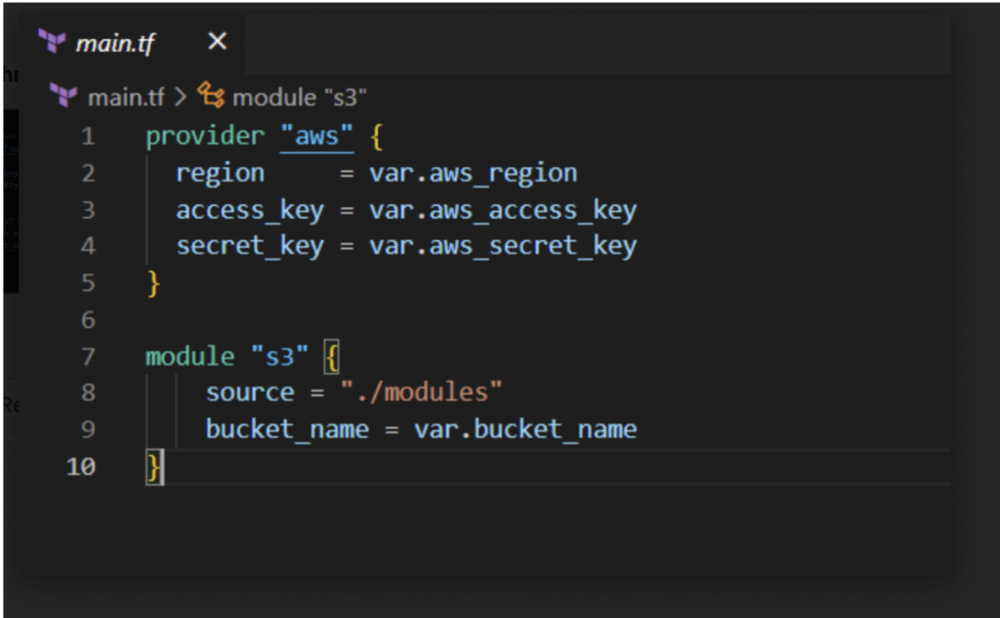 main.tf ×
main.tf > module "s3"
1 provider "aws" {
2   region     = var.aws_region
3   access_key = var.aws_access_key
4   secret_key = var.aws_secret_key
5 }
6
7 module "s3" {
8     source = "./modules"
9     bucket_name = var.bucket_name
10 }